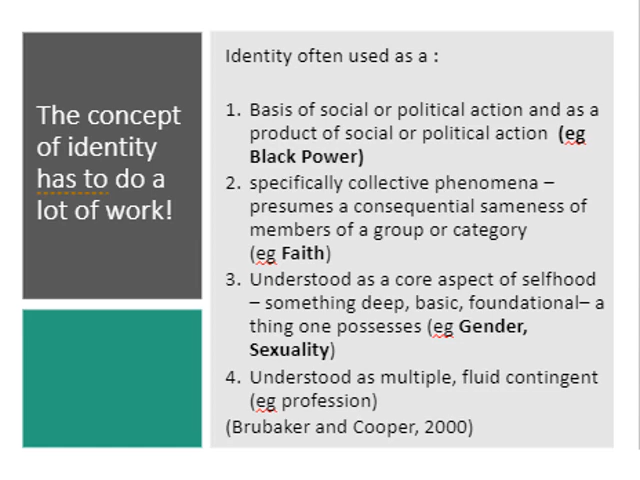 The concept
of identity
has to do a
lot of work!
Identity often used as a :
1. Basis of social or political action and as a
product of social or political action (eg
Black Power)
2. specifically collective phenomena –
presumes a consequential sameness of
members of a group or category
(eg Faith)
3. Understood as a core aspect of selfhood
– something deep, basic, foundational– a
thing one possesses (eg Gender,
Sexuality)
4. Understood as multiple, fluid contingent
(eg profession)
(Brubaker and Cooper, 2000)